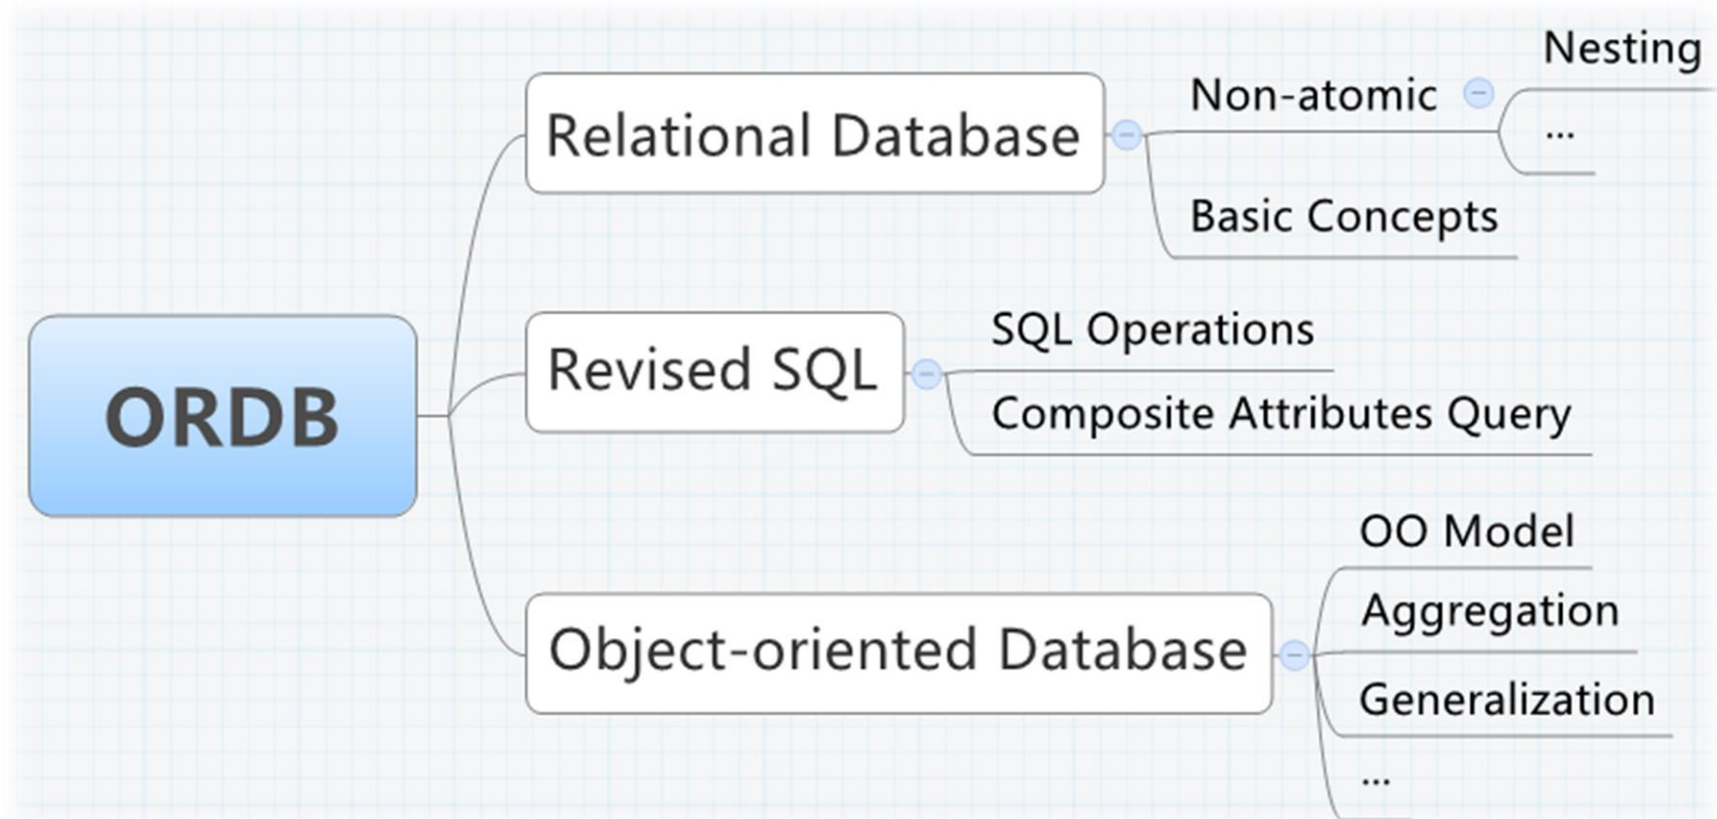 ORDB
Relational Database
Non-atomic
Nesting
...
Basic Concepts
Revised SQL
SQL Operations
Composite Attributes Query
Object-oriented Database
OO Model
Aggregation
Generalization
...